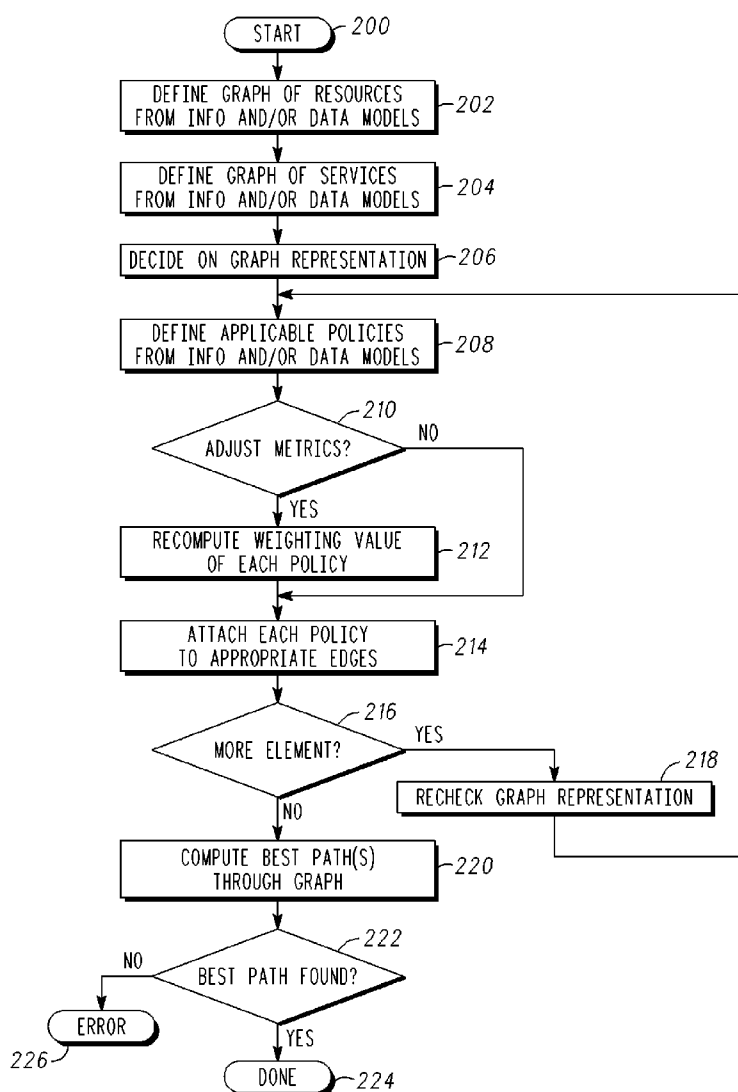 START
200
DEFINE GRAPH OF RESOURCES
FROM INFO AND/OR DATA MODELS
202
DEFINE GRAPH OF SERVICES
FROM INFO AND/OR DATA MODELS
204
DECIDE ON GRAPH REPRESENTATION
206
DEFINE APPLICABLE POLICIES
FROM INFO AND/OR DATA MODELS
208
210
ADJUST METRICS?
NO
YES
RECOMPUTE WEIGHTING VALUE
OF EACH POLICY
212
ATTACH EACH POLICY
TO APPROPRIATE EDGES
214
216
MORE ELEMENT?
YES
218
RECHECK GRAPH REPRESENTATION
NO
COMPUTE BEST PATH(S)
THROUGH GRAPH
220
222
BEST PATH FOUND?
NO
ERROR
226
YES
DONE
224